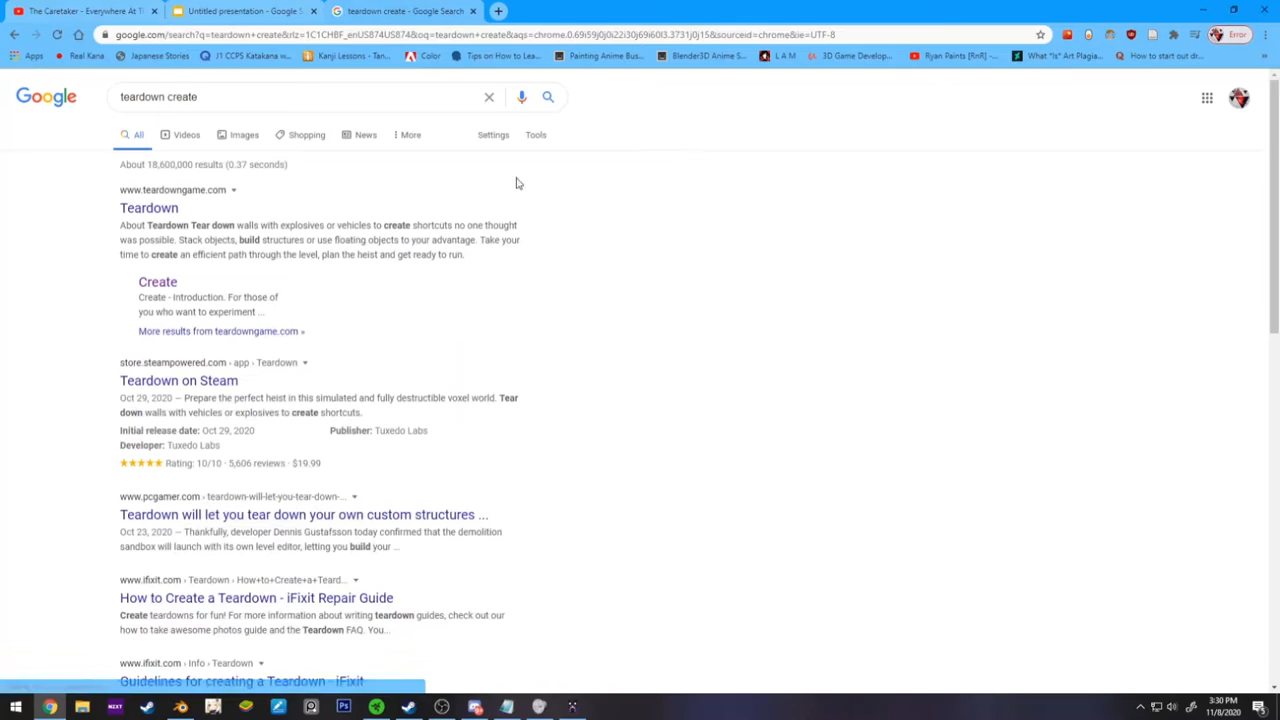 The Caretaker - Everywhere At T
Untitled presentation - Google S
teardown create - Google Search
google.com/search?q=teardown+create&rlz=1C1CHBF_enUS874US874&oq=teardown+create&aqs=chrome.0.69i59j0j0i22i30j69i60l3.3731j0j15&sourceid=chrome&ie=UTF-8
Error
Apps
Real Kana
Japanese Stories
J1 CCPS Katakana w...
Kanji Lessons - Tan...
Color
Tips on How to Lea...
Painting Anime Bus...
Blender3D Anime S...
L A M
3D Game Develop...
Ryan Paints [RnR] -...
What "Is" Art Plagia...
How to start out dr...
Google
teardown create
All
Videos
Images
Shopping
News
More
Settings
Tools
About 18,600,000 results (0.37 seconds)
www.teardowngame.com
Teardown
About Teardown Tear down walls with explosives or vehicles to create shortcuts no one thought
was possible. Stack objects, build structures or use floating objects to your advantage. Take your
time to create an efficient path through the level, plan the heist and get ready to run.
Create
Create - Introduction. For those of
you who want to experiment ...
More results from teardowngame.com »
store.steampowered.com › app › Teardown
Teardown on Steam
Oct 29, 2020 — Prepare the perfect heist in this simulated and fully destructible voxel world. Tear
down walls with vehicles or explosives to create shortcuts.
Initial release date: Oct 29, 2020
Publisher: Tuxedo Labs
Developer: Tuxedo Labs
Rating: 10/10 · 5,606 reviews · $19.99
www.pcgamer.com › teardown-will-let-you-tear-down-...
Teardown will let you tear down your own custom structures ...
Oct 23, 2020 — Thankfully, developer Dennis Gustafsson today confirmed that the demolition
sandbox will launch with its own level editor, letting you build your ...
www.ifixit.com › Teardown › How+to+Create+a+Teard...
How to Create a Teardown - iFixit Repair Guide
Create teardowns for fun! For more information about writing teardown guides, check out our
how to take awesome photos guide and the Teardown FAQ. You...
www.ifixit.com › Info › Teardown
Guidelines for creating a Teardown - iFixit
NZXT
Ps
3:30 PM
11/8/2020